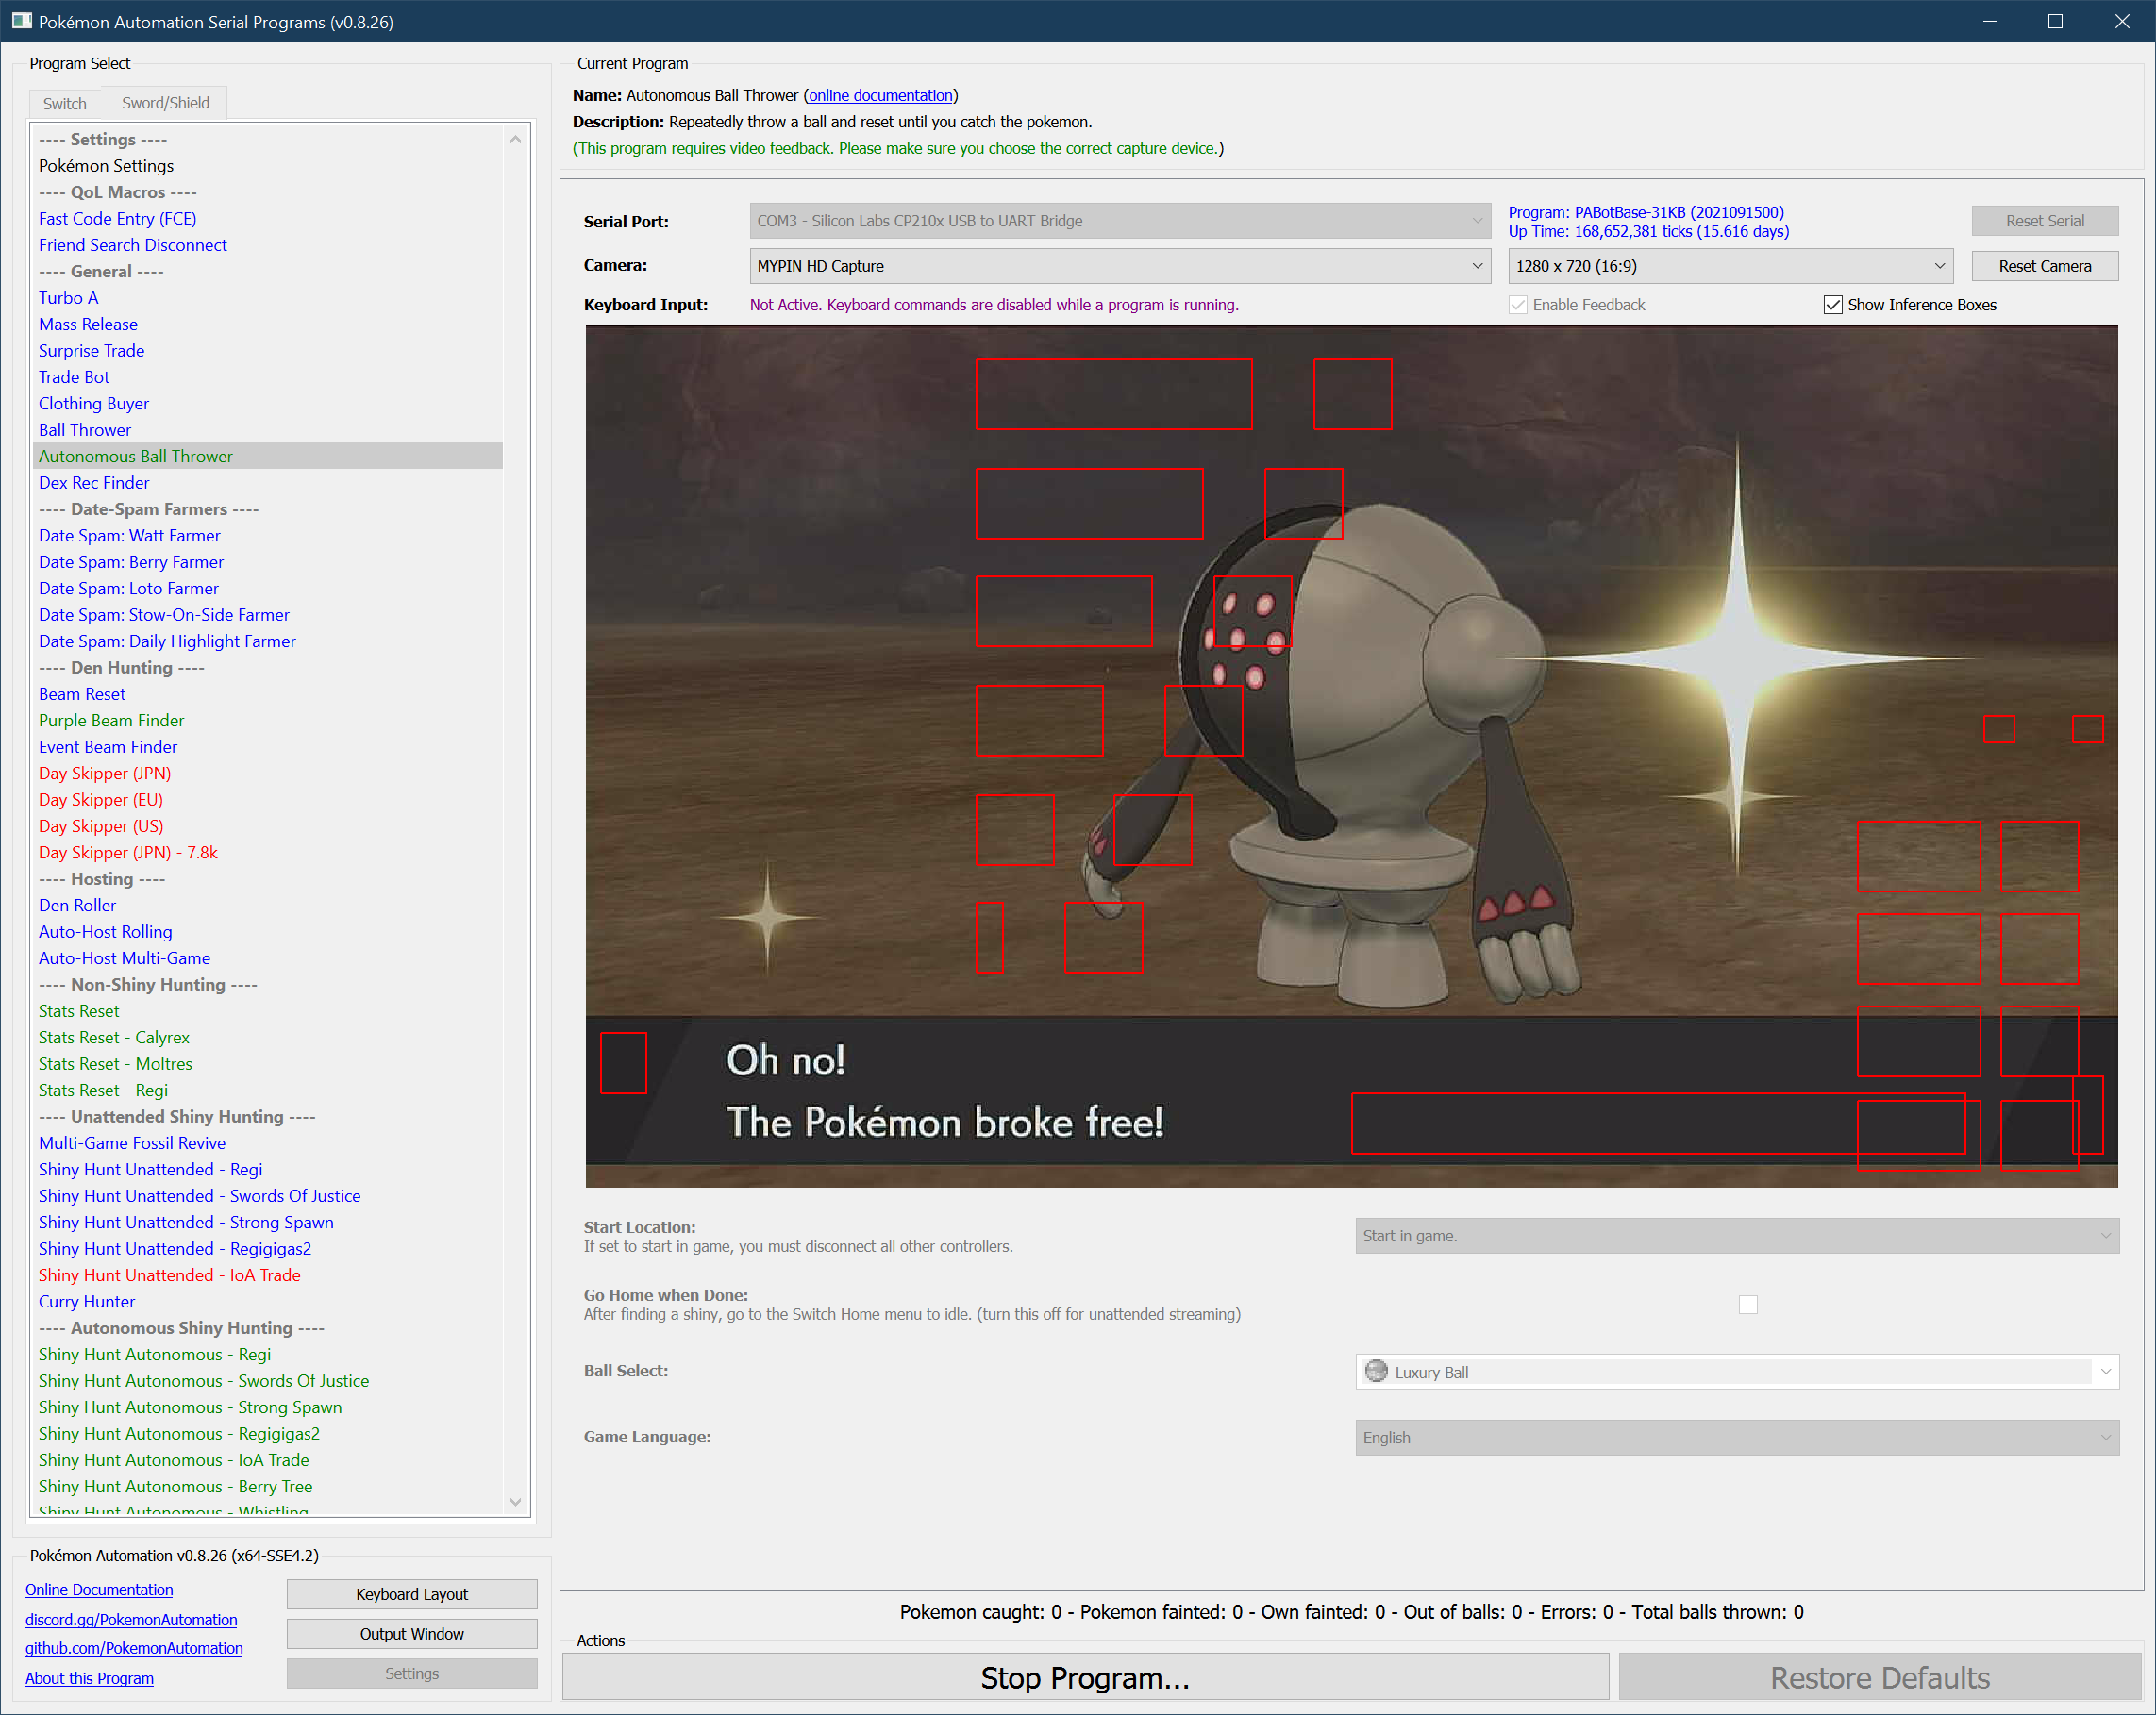 Pokémon Automation Serial Programs (v0.8.26)
Program Select
Switch
Sword/Shield
---- Settings ----
Pokémon Settings
---- QoL Macros ----
Fast Code Entry (FCE)
Friend Search Disconnect
---- General ----
Turbo A
Mass Release
Surprise Trade
Trade Bot
Clothing Buyer
Ball Thrower
Autonomous Ball Thrower
Dex Rec Finder
---- Date-Spam Farmers ----
Date Spam: Watt Farmer
Date Spam: Berry Farmer
Date Spam: Loto Farmer
Date Spam: Stow-On-Side Farmer
Date Spam: Daily Highlight Farmer
---- Den Hunting ----
Beam Reset
Purple Beam Finder
Event Beam Finder
Day Skipper (JPN)
Day Skipper (EU)
Day Skipper (US)
Day Skipper (JPN) - 7.8k
---- Hosting ----
Den Roller
Auto-Host Rolling
Auto-Host Multi-Game
---- Non-Shiny Hunting ----
Stats Reset
Stats Reset - Calyrex
Stats Reset - Moltres
Stats Reset - Regi
---- Unattended Shiny Hunting ----
Multi-Game Fossil Revive
Shiny Hunt Unattended - Regi
Shiny Hunt Unattended - Swords Of Justice
Shiny Hunt Unattended - Strong Spawn
Shiny Hunt Unattended - Regigigas2
Shiny Hunt Unattended - IoA Trade
Curry Hunter
---- Autonomous Shiny Hunting ----
Shiny Hunt Autonomous - Regi
Shiny Hunt Autonomous - Swords Of Justice
Shiny Hunt Autonomous - Strong Spawn
Shiny Hunt Autonomous - Regigigas2
Shiny Hunt Autonomous - IoA Trade
Shiny Hunt Autonomous - Berry Tree
Shiny Hunt Autonomous - Whistling
Pokémon Automation v0.8.26 (x64-SSE4.2)
Online Documentation
discord.gg/PokemonAutomation
github.com/PokemonAutomation
About this Program
Keyboard Layout
Output Window
Settings
Current Program
Name: Autonomous Ball Thrower (online documentation)
Description: Repeatedly throw a ball and reset until you catch the pokemon.
(This program requires video feedback. Please make sure you choose the correct capture device.)
Serial Port:
COM3 - Silicon Labs CP210x USB to UART Bridge
Program: PABotBase-31KB (2021091500)
Up Time: 168,652,381 ticks (15.616 days)
Reset Serial
Camera:
MYPIN HD Capture
1280 x 720 (16:9)
Reset Camera
Keyboard Input:
Not Active. Keyboard commands are disabled while a program is running.
Enable Feedback
Show Inference Boxes
Oh no!
The Pokémon broke free!
Start Location:
If set to start in game, you must disconnect all other controllers.
Start in game.
Go Home when Done:
After finding a shiny, go to the Switch Home menu to idle. (turn this off for unattended streaming)
Ball Select:
Luxury Ball
Game Language:
English
Pokemon caught: 0 - Pokemon fainted: 0 - Own fainted: 0 - Out of balls: 0 - Errors: 0 - Total balls thrown: 0
Actions
Stop Program...
Restore Defaults